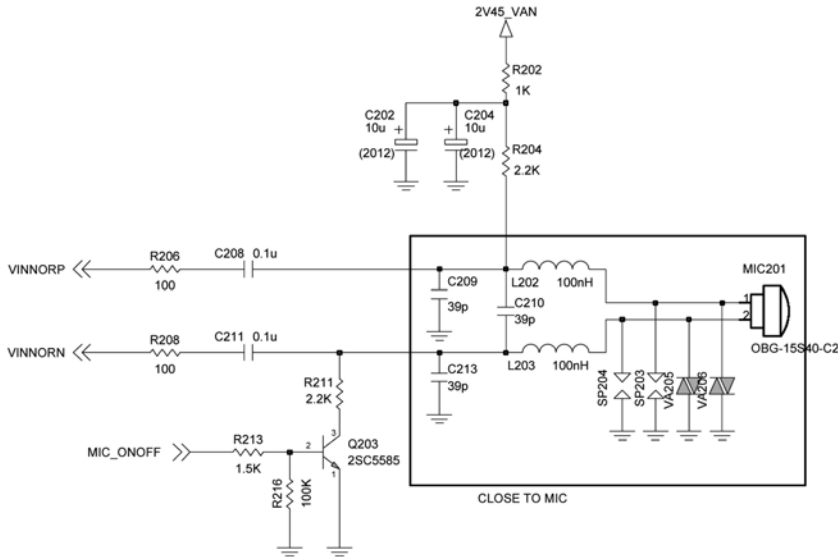 2V45_VAN
R202
1K
C202
10u
+
(2012)
C204
10u
+
(2012)
R204
2.2K
VINNORP
R206
100
C208 0.1u
C209
39p
L202 100nH
C210
39p
MIC201
1
2
OBG-15S40-C2
VINNORN
R208
100
C211 0.1u
C213
39p
L203 100nH
SP204
SP203
VA205
VA206
R211
2.2K
MIC_ONOFF
R213
1.5K
R216
100K
2
3
1
Q203
2SC5585
CLOSE TO MIC